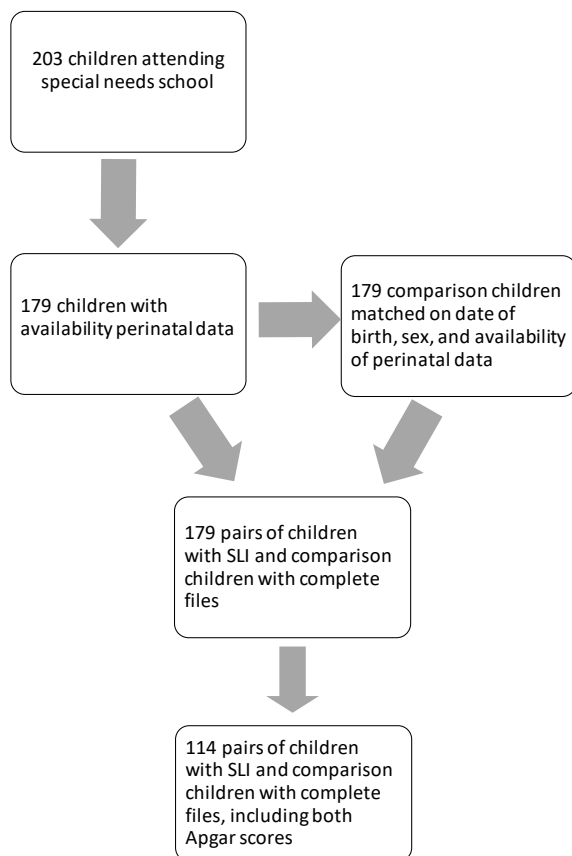 203 children attending
special needs school
179 children with
availability perinatal data
179 comparison children
matched on date of
birth, sex, and availability
of perinatal data
179 pairs of children
with SLI and comparison
children with complete
files
114 pairs of children
with SLI and comparison
children with complete
files, including both
Apgar scores